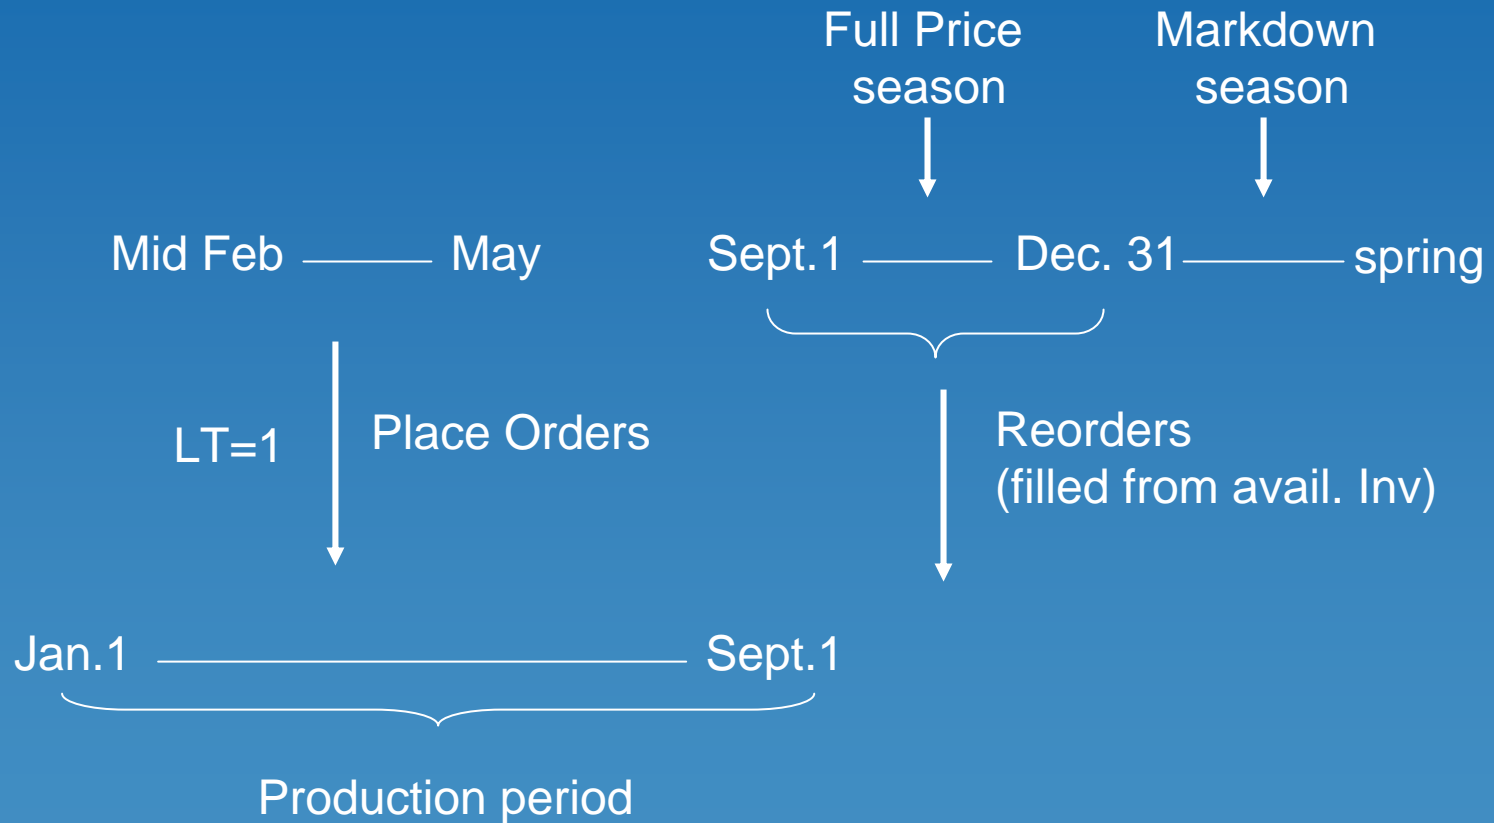 Full Price
season
Markdown
season
Mid Feb
May
Sept.1
Dec. 31
spring
LT=1
Place Orders
Reorders
(filled from avail. Inv)
Jan.1
Sept.1
Production period